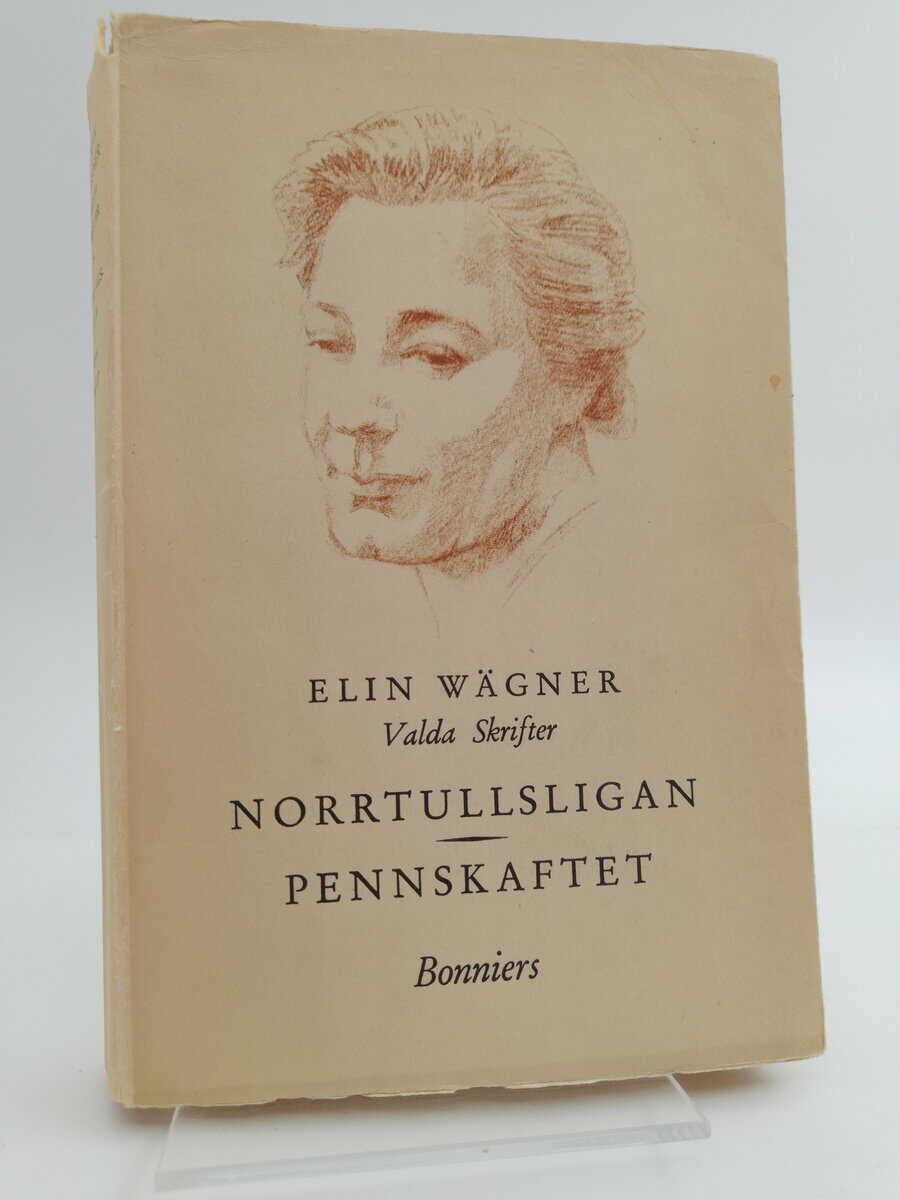 ELIN WÄGNER
Valda Skrifter
NORRTULLSLIGAN
PENNSKAFTET
Bonniers